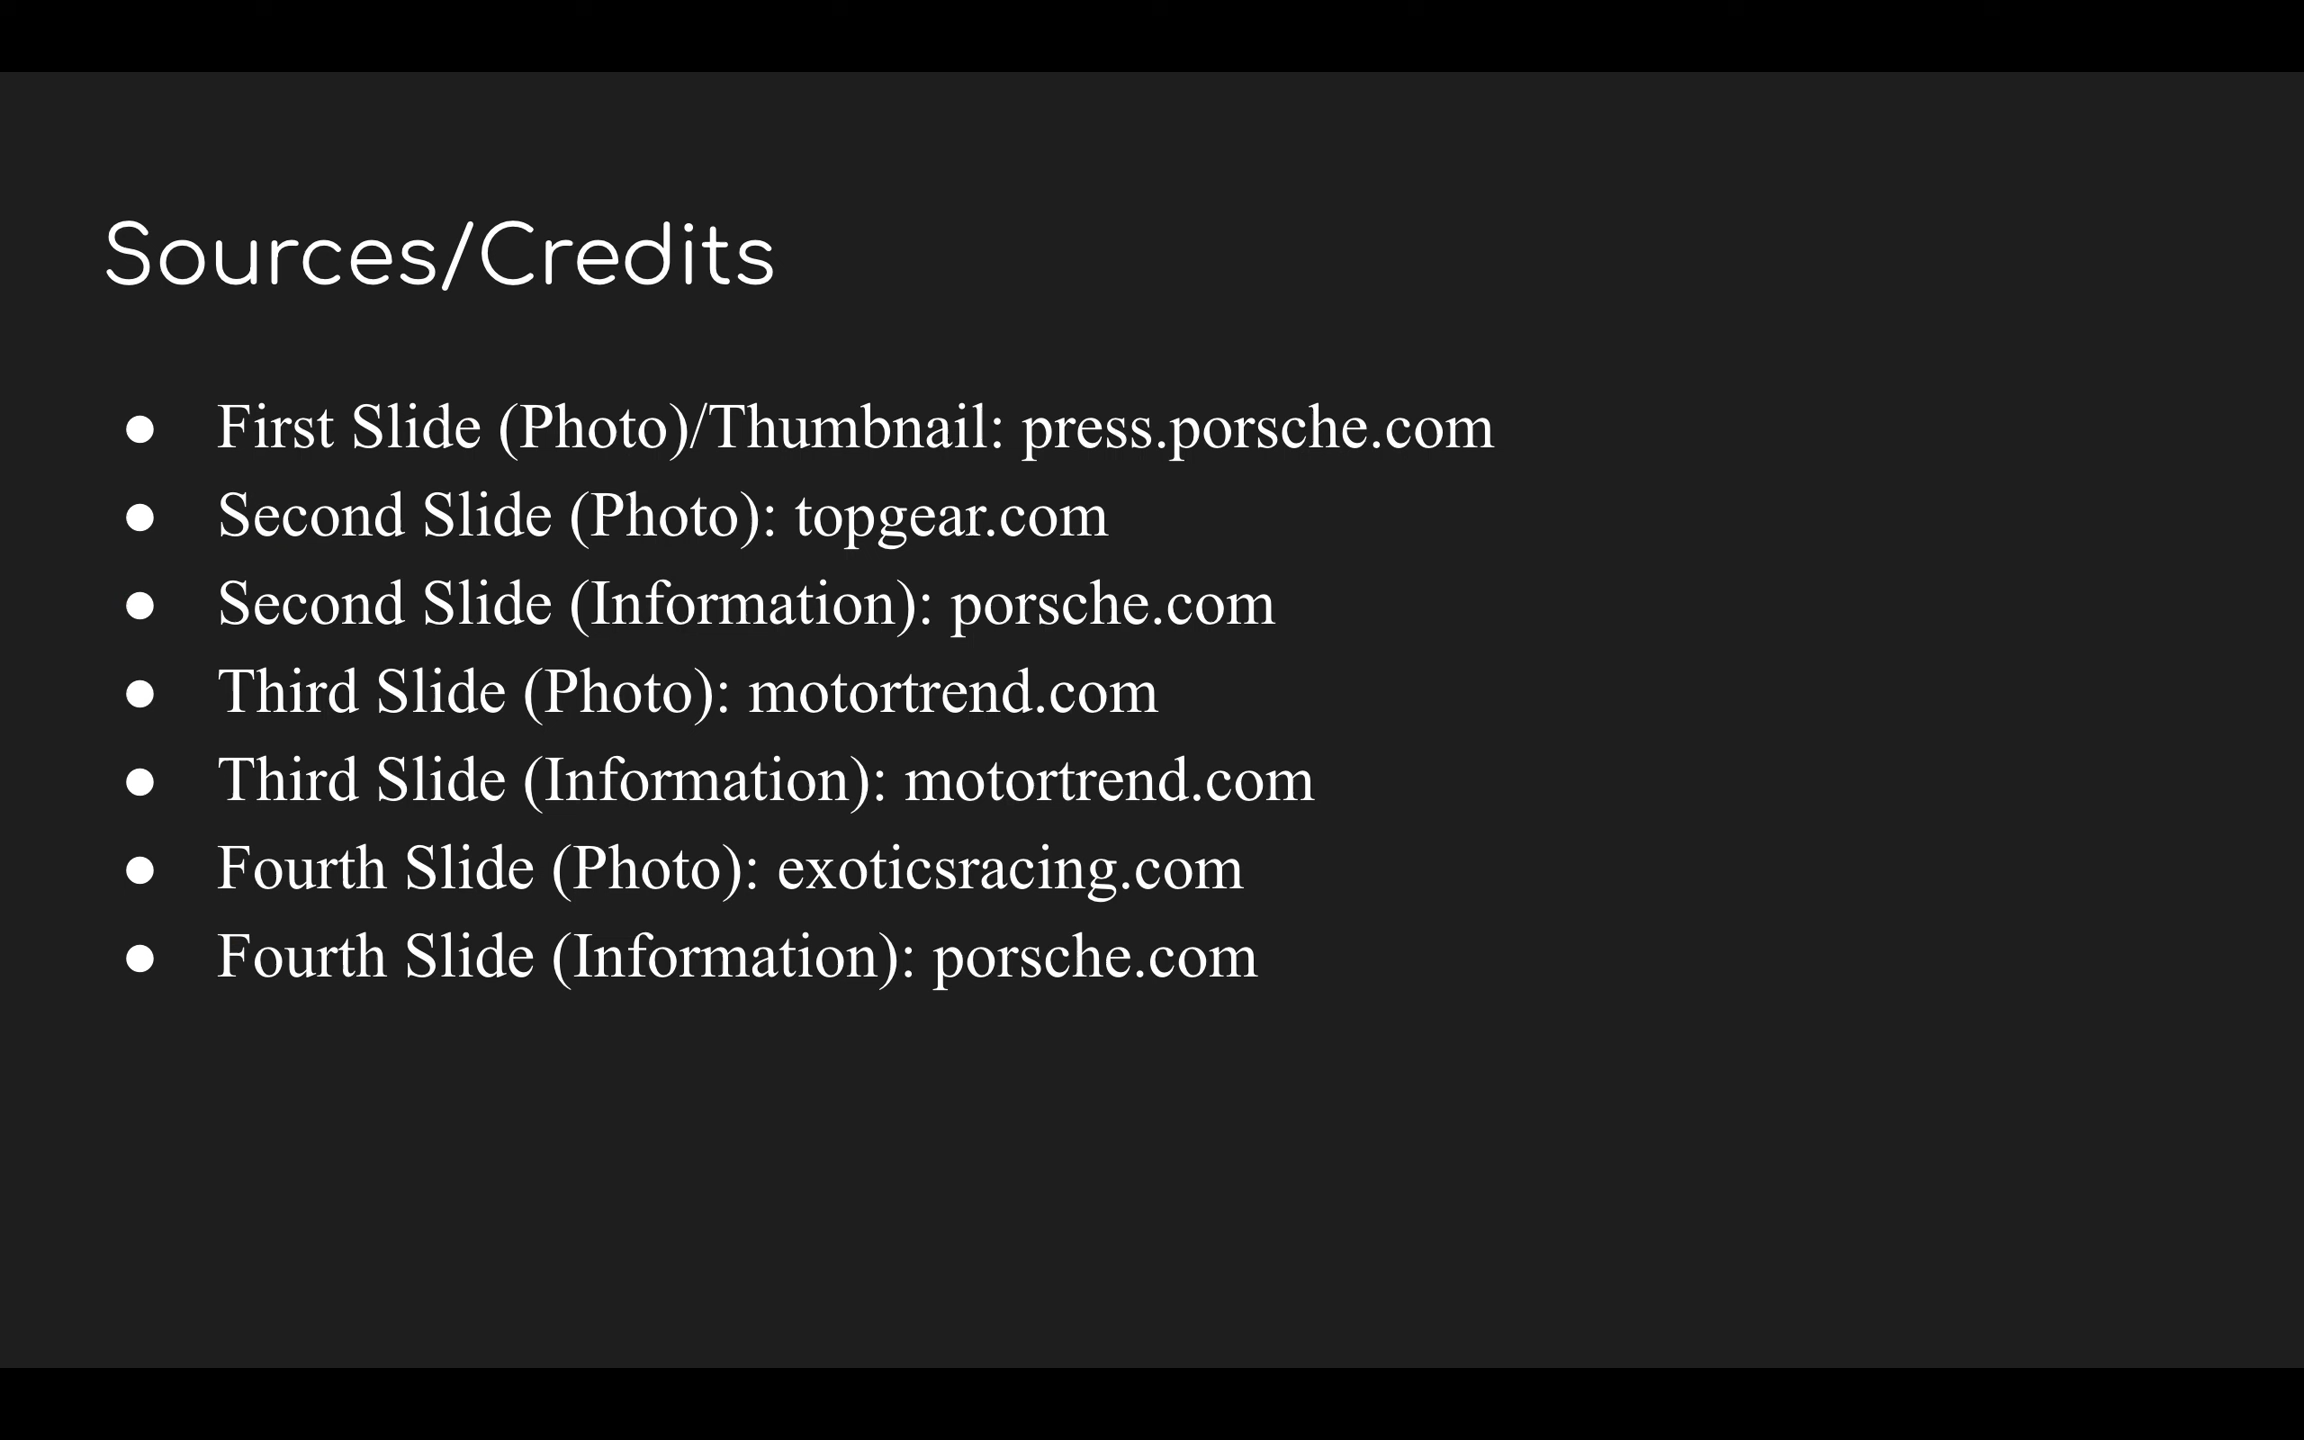 Sources/Credits
● First Slide (Photo)/Thumbnail: press.porsche.com
● Second Slide (Photo): topgear.com
● Second Slide (Information): porsche.com
● Third Slide (Photo): motortrend.com
● Third Slide (Information): motortrend.com
● Fourth Slide (Photo): exoticsracing.com
● Fourth Slide (Information): porsche.com